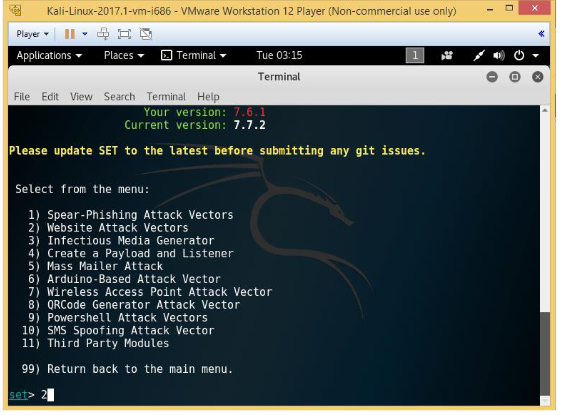 Kali-Linux-2017.1-vm-i686 - VMware Workstation 12 Player (Non-commercial use only)
Player
Applications Places Terminal Tue 03:15 1
Terminal
File Edit View Search Terminal Help
Your version: 7.6.1
Current version: 7.7.2
Please update SET to the latest before submitting any git issues.
Select from the menu:
1) Spear-Phishing Attack Vectors
2) Website Attack Vectors
3) Infectious Media Generator
4) Create a Payload and Listener
5) Mass Mailer Attack
6) Arduino-Based Attack Vector
7) Wireless Access Point Attack Vector
8) QRCode Generator Attack Vector
9) Powershell Attack Vectors
10) SMS Spoofing Attack Vector
11) Third Party Modules
99) Return back to the main menu.
set> 2